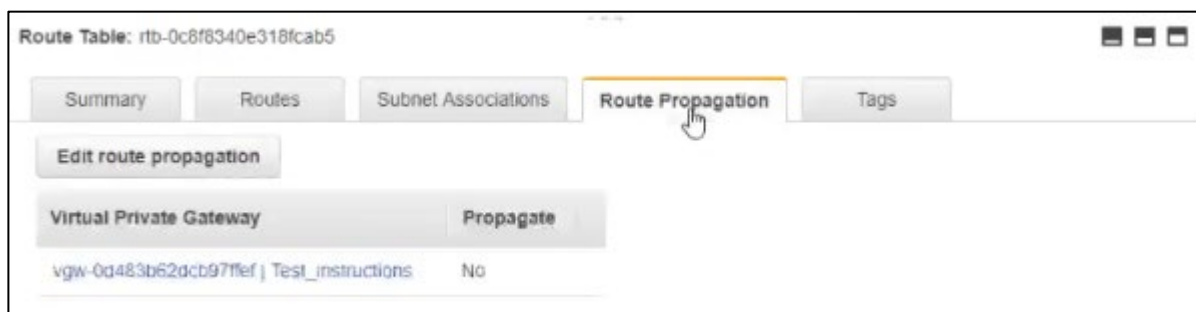 Route Table: rtb-0c8f8340e318fcab5
Summary Routes Subnet Associations Route Propagation Tags
Edit route propagation
Virtual Private Gateway Propagate
vgw-0d483b62dcb97ffef | Test_instructions No